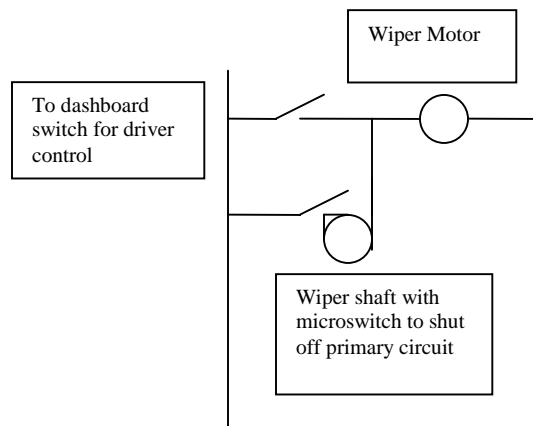 Wiper Motor
To dashboard
switch for driver
control
Wiper shaft with
microswitch to shut
off primary circuit